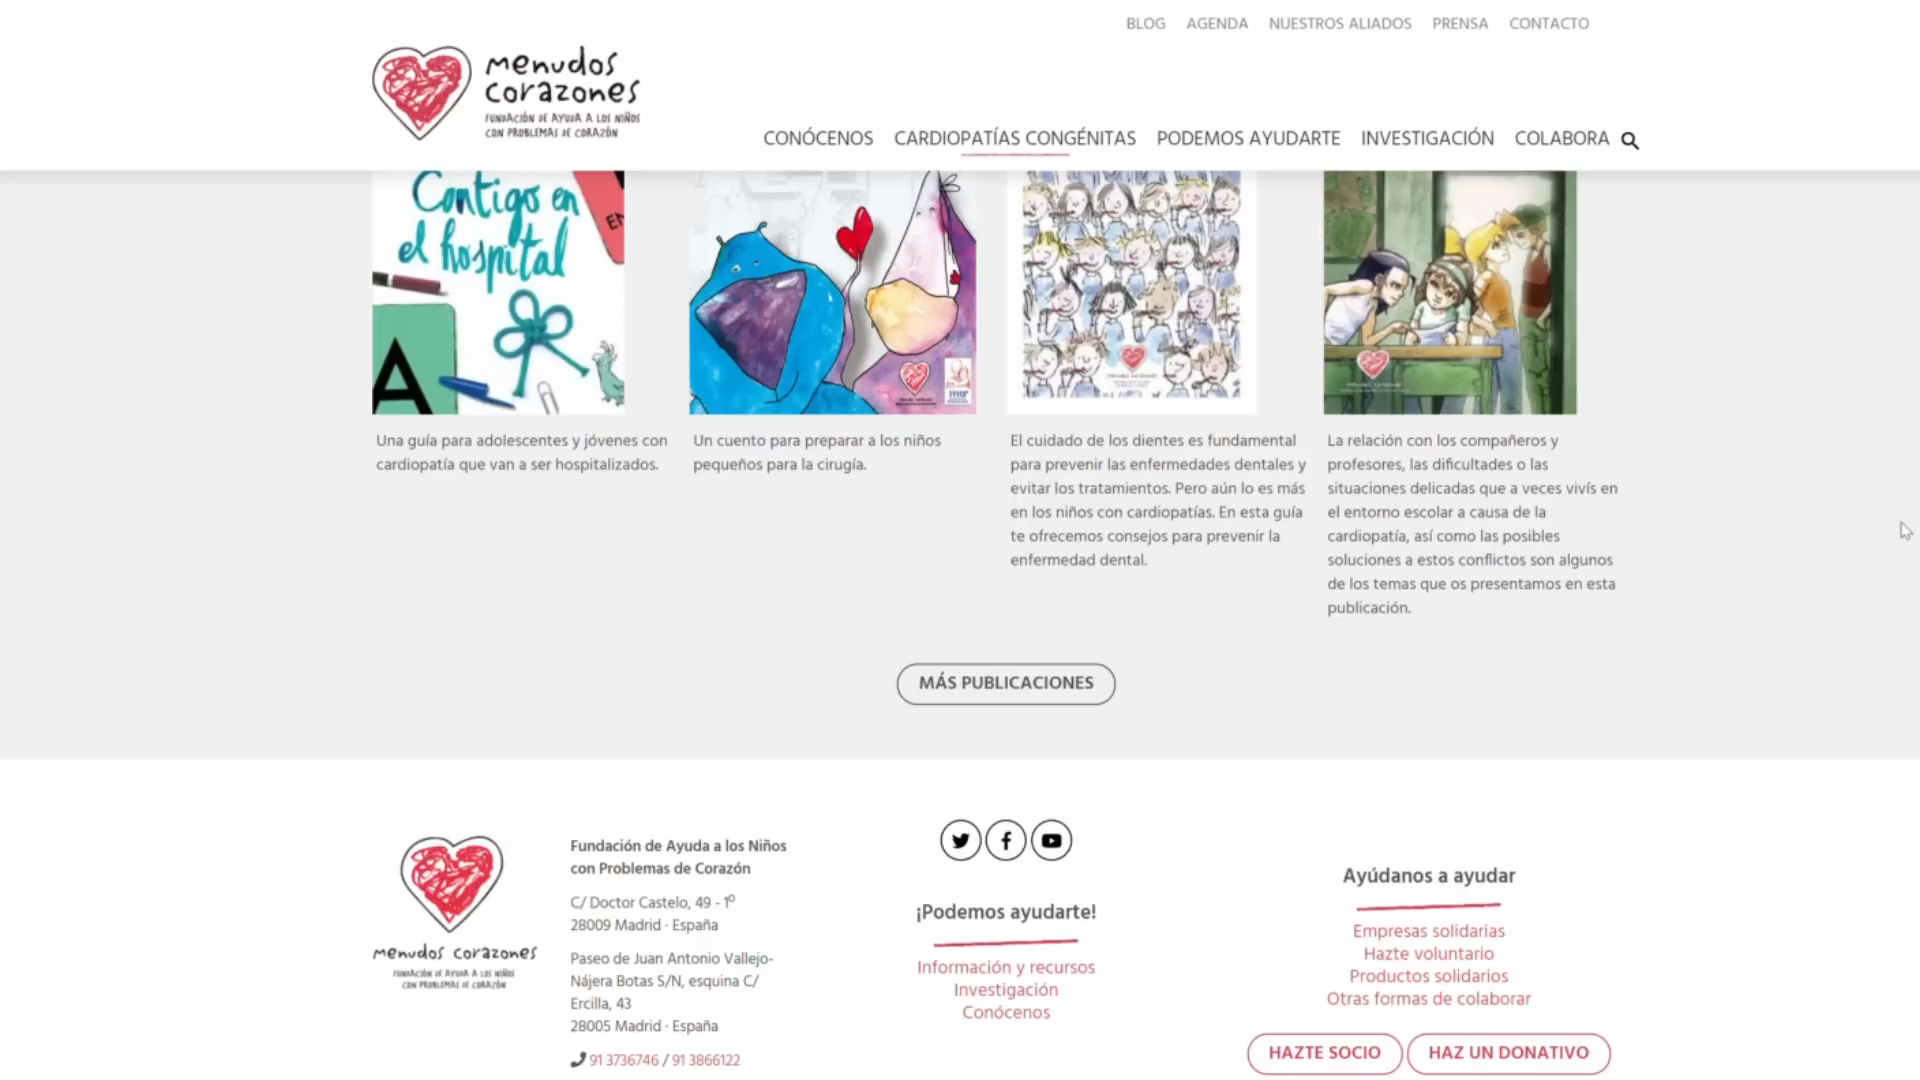 BLOG AGENDA NUESTROS ALIADOS PRENSA CONTACTO
menudos
corazones
FUNDACIÓN DE AYUDA A LOS NIÑOS
CON PROBLEMAS DE CORAZÓN
CONÓCENOS CARDIOPATÍAS CONGÉNITAS PODEMOS AYUDARTE INVESTIGACIÓN COLABORA
Contigo en
el hospital
A
Una guía para adolescentes y jóvenes con
cardiopatía que van a ser hospitalizados.
Un cuento para preparar a los niños
pequeños para la cirugía.
El cuidado de los dientes es fundamental
para prevenir las enfermedades dentales y
evitar los tratamientos. Pero aún lo es más
en los niños con cardiopatías. En esta guía
te ofrecemos consejos para prevenir la
enfermedad dental.
La relación con los compañeros y
profesores, las dificultades o las
situaciones delicadas que a veces vivís en
el entorno escolar a causa de la
cardiopatía, así como las posibles
soluciones a estos conflictos son algunos
de los temas que os presentamos en esta
publicación.
MÁS PUBLICACIONES
menudos corazones
FUNDACIÓN DE AYUDA A LOS NIÑOS
CON PROBLEMAS DE CORAZÓN
Fundación de Ayuda a los Niños
con Problemas de Corazón
C/ Doctor Castelo, 49 - 1º
28009 Madrid · España
Paseo de Juan Antonio Vallejo-
Nájera Botas S/N, esquina C/
Ercilla, 43
28005 Madrid · España
91 3736746 / 91 3866122
¡Podemos ayudarte!
Información y recursos
Investigación
Conócenos
Ayúdanos a ayudar
Empresas solidarias
Hazte voluntario
Productos solidarios
Otras formas de colaborar
HAZTE SOCIO HAZ UN DONATIVO